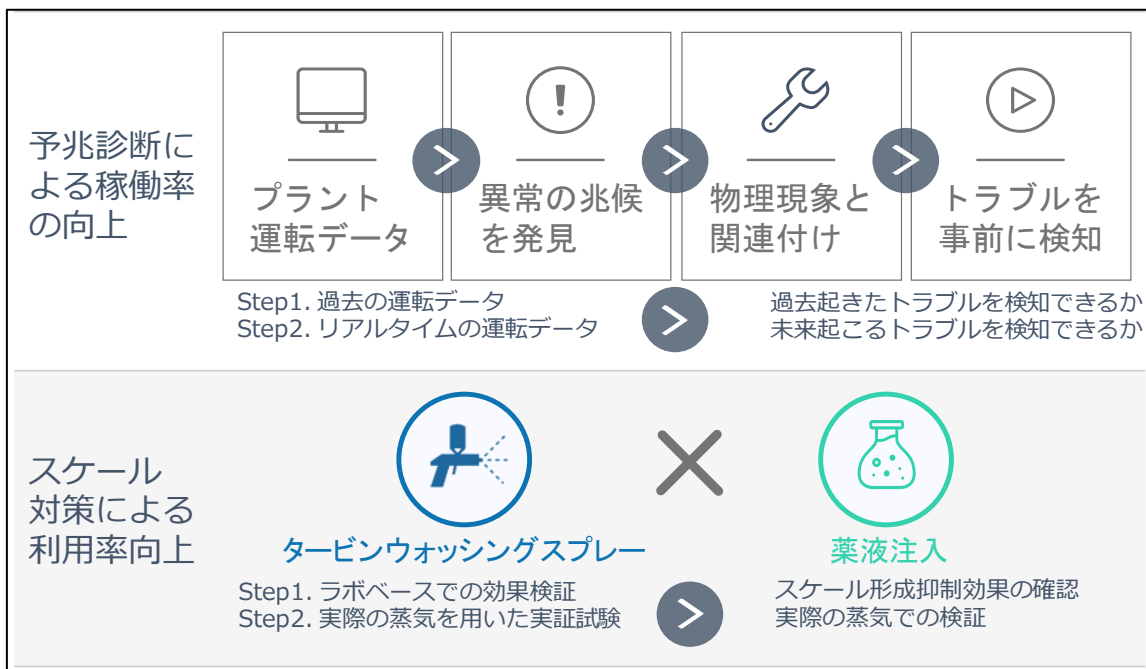 予兆診断に
よる稼働率
の向上
プラント
運転データ
異常の兆候
を発見
物理現象と
関連付け
トラブルを
事前に検知
Step1. 過去の運転データ
Step2. リアルタイムの運転データ
過去起きたトラブルを検知できるか
未来起こるトラブルを検知できるか
スケール
対策による
利用率向上
タービンウォッシングスプレー
薬液注入
Step1. ラボベースでの効果検証
Step2. 実際の蒸気を用いた実証試験
スケール形成抑制効果の確認
実際の蒸気での検証